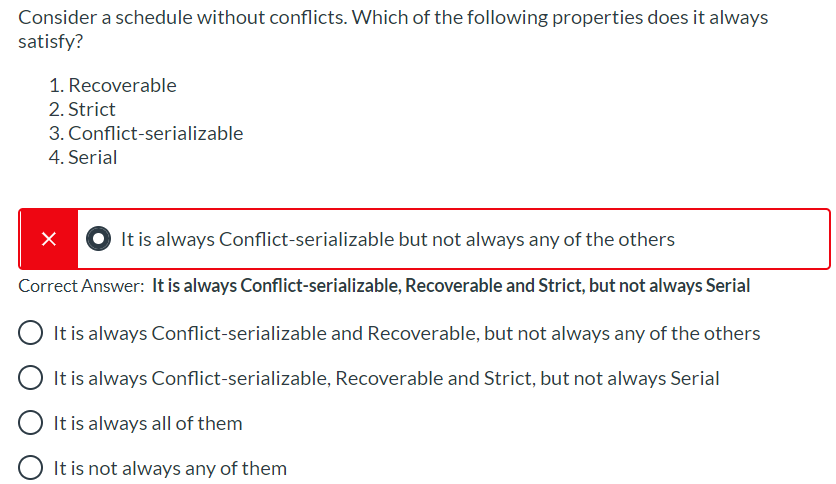 Consider a schedule without conflicts. Which of the following properties does it always
satisfy?
1. Recoverable
2. Strict
3. Conflict-serializable
4. Serial
It is always Conflict-serializable but not always any of the others
Correct Answer: It is always Conflict-serializable, Recoverable and Strict, but not always Serial
It is always Conflict-serializable and Recoverable, but not always any of the others
It is always Conflict-serializable, Recoverable and Strict, but not always Serial
It is always all of them
It is not always any of them